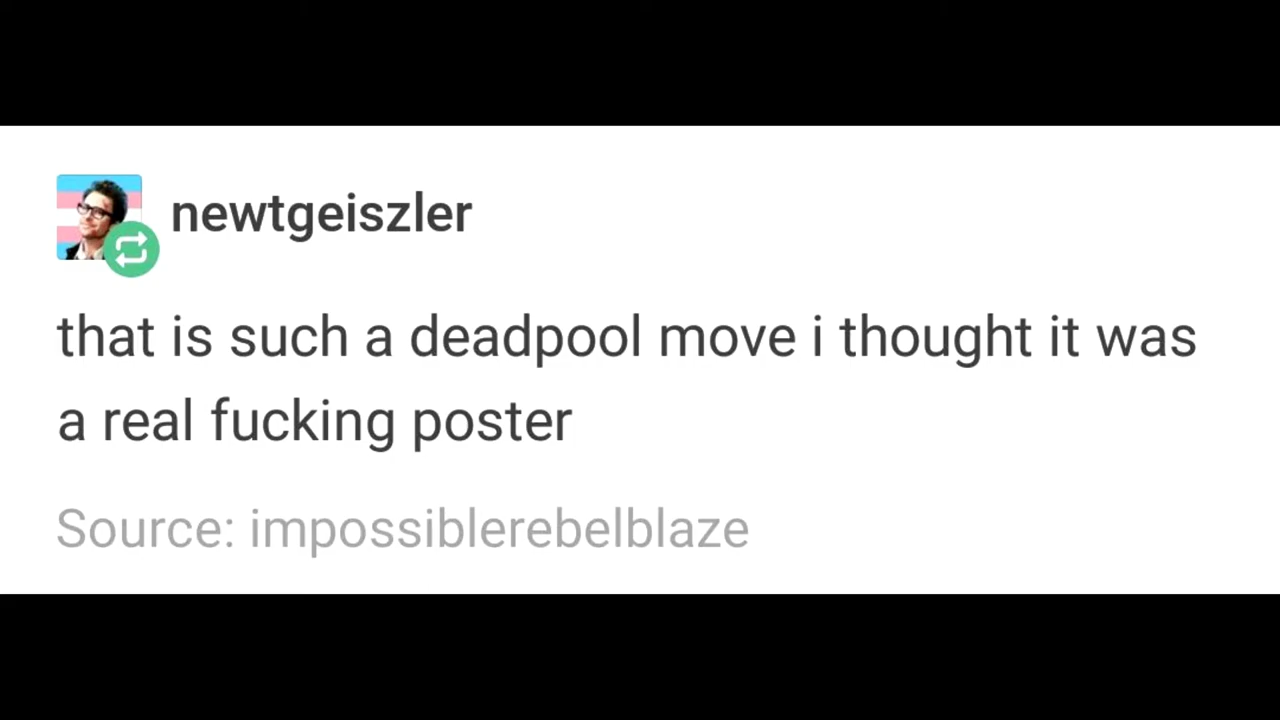 newtgeiszler
that is such a deadpool move i thought it was
a real fucking poster
Source: impossiblerebelblaze